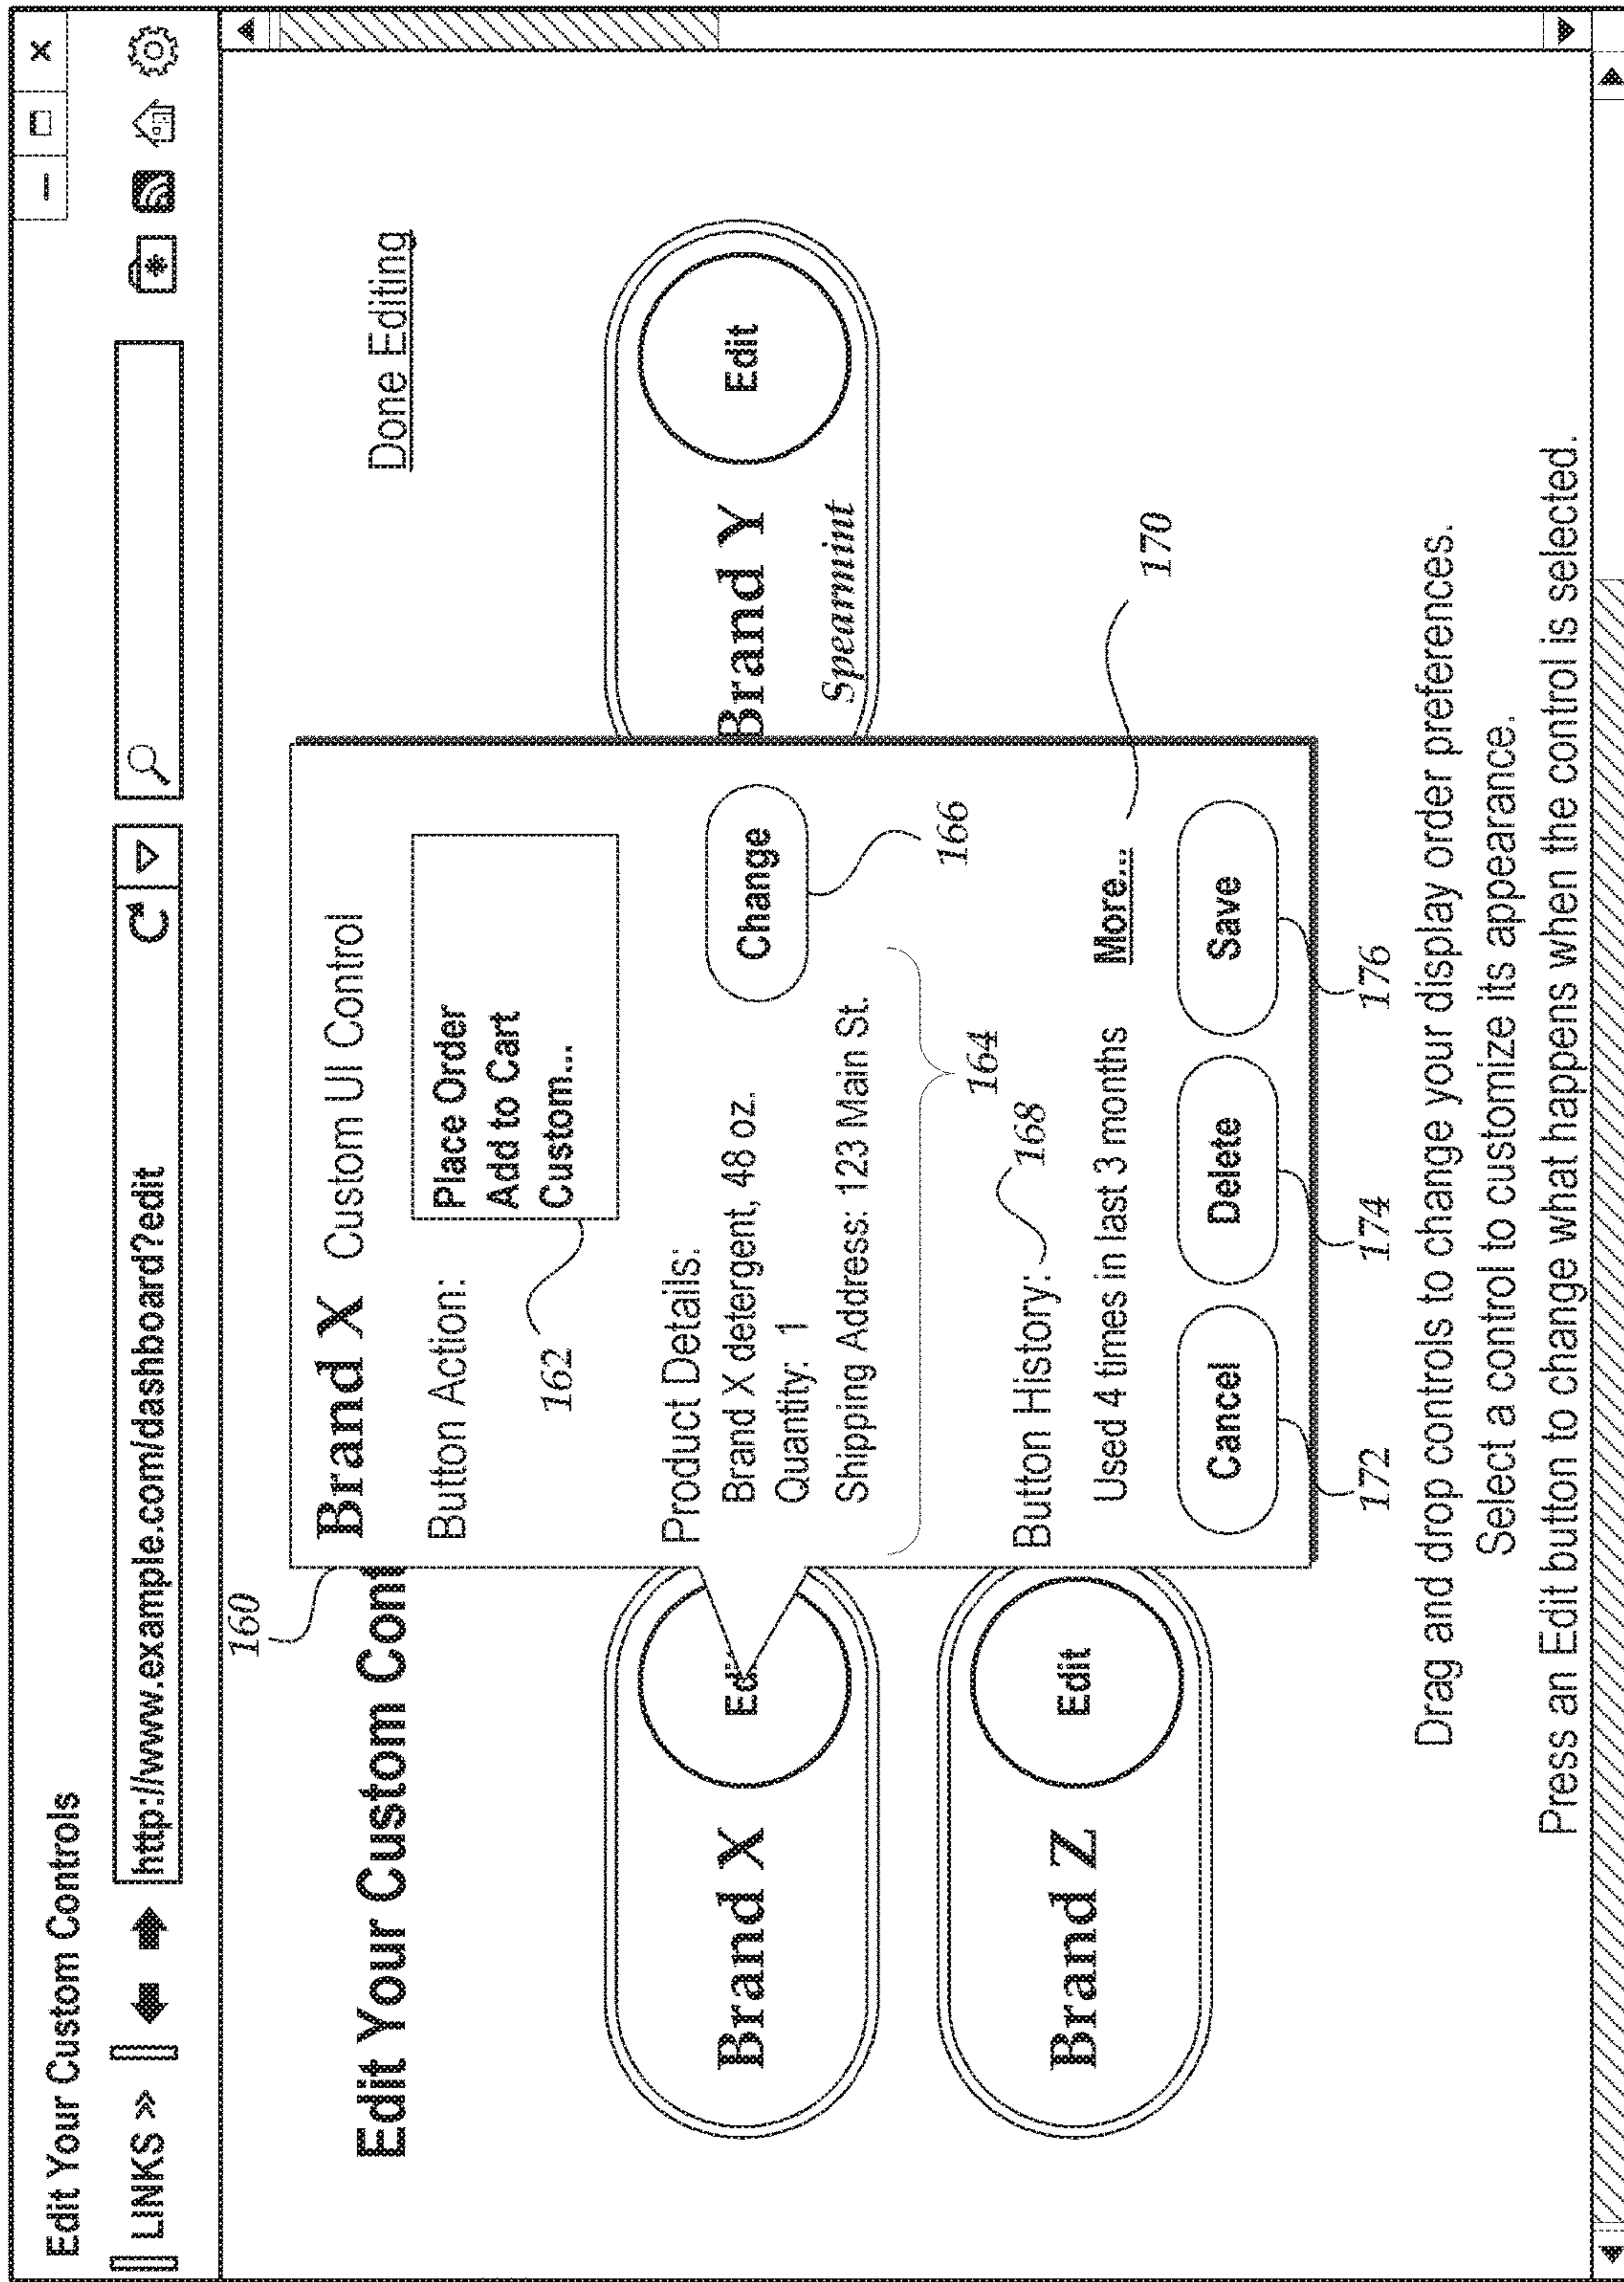 Edit Your Custom Controls
LINKS »
http://www.example.com/dashboard?edit
160
Edit Your Custom Cont
Done Editing
Brand X Custom UI Control
Button Action:
Place Order
Add to Cart
Custom...
162
Product Details:
Brand X detergent, 48 oz.
Quantity: 1
Shipping Address: 123 Main St.
Change
166
164
Button History:
168
Used 4 times in last 3 months
More...
170
Cancel
Delete
Save
172
174
176
Brand X
Edit
Brand Y
Spearmint
Edit
Brand Z
Edit
Drag and drop controls to change your display order preferences.
Select a control to customize its appearance.
Press an Edit button to change what happens when the control is selected.